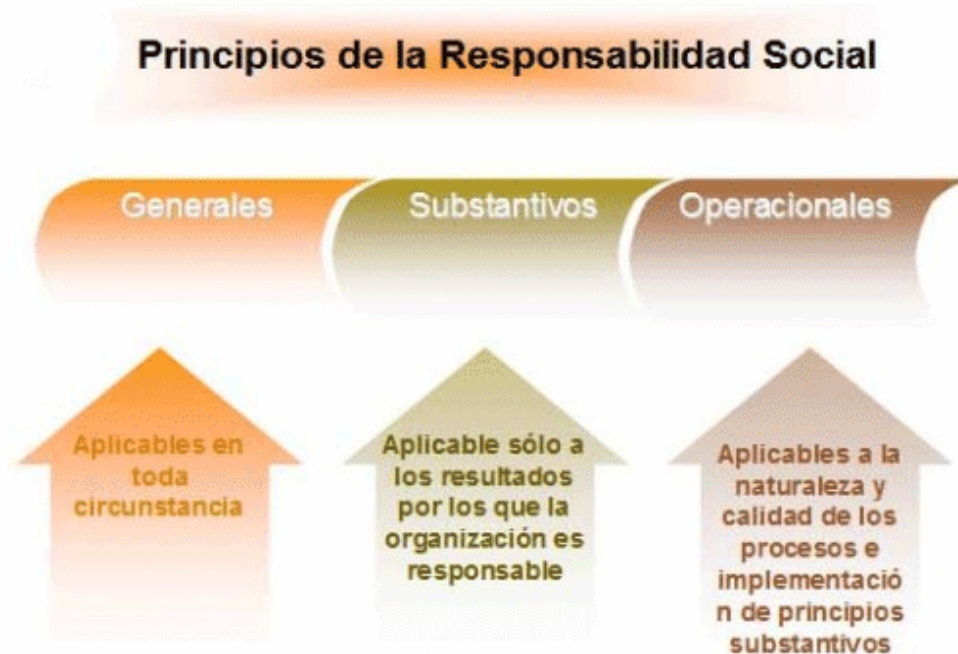 Principios de la Responsabilidad Social
Generales
Substantivos
Operacionales
Aplicables en
toda
circunstancia
Aplicable sólo a
los resultados
por los que la
organización es
responsable
Aplicables a la
naturaleza y
calidad de los
procesos e
implementació
n de principios
substantivos